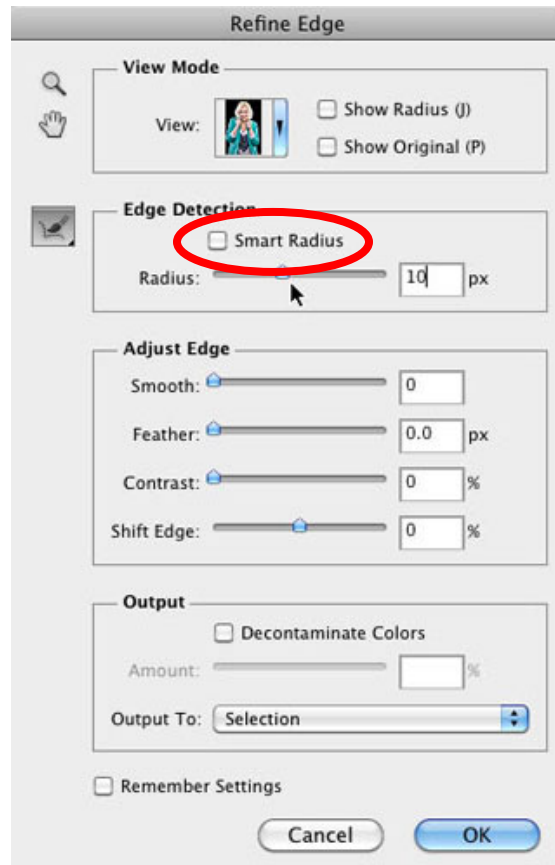 Refine Edge
View Mode
View:
Show Radius (J)
Show Original (P)
Edge Detection
Smart Radius
Radius: 10 px
Adjust Edge
Smooth: 0
Feather: 0.0 px
Contrast: 0 %
Shift Edge: 0 %
Output
Decontaminate Colors
Amount: %
Output To: Selection
Remember Settings
Cancel OK